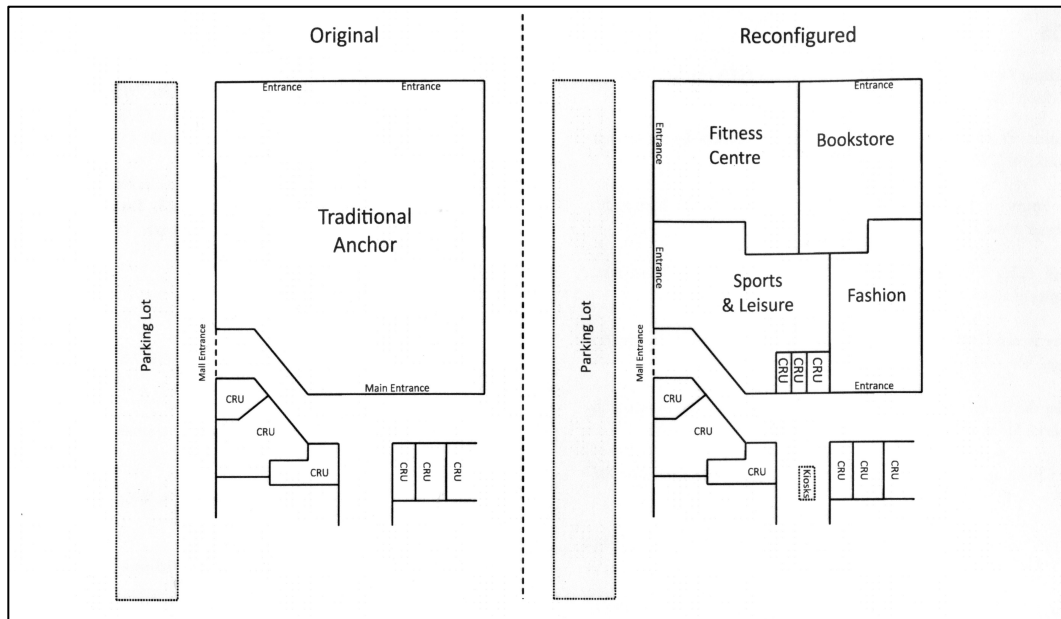 Original
Entrance
Entrance
Traditional
Anchor
Parking Lot
Mall Entrance
Main Entrance
CRU
CRU
CRU
CRU
CRU
CRU
Reconfigured
Entrance
Entrance
Fitness
Centre
Bookstore
Entrance
Sports
& Leisure
Fashion
Parking Lot
Mall Entrance
CRU
CRU
CRU
Entrance
CRU
CRU
CRU
Kiosks
CRU
CRU
CRU